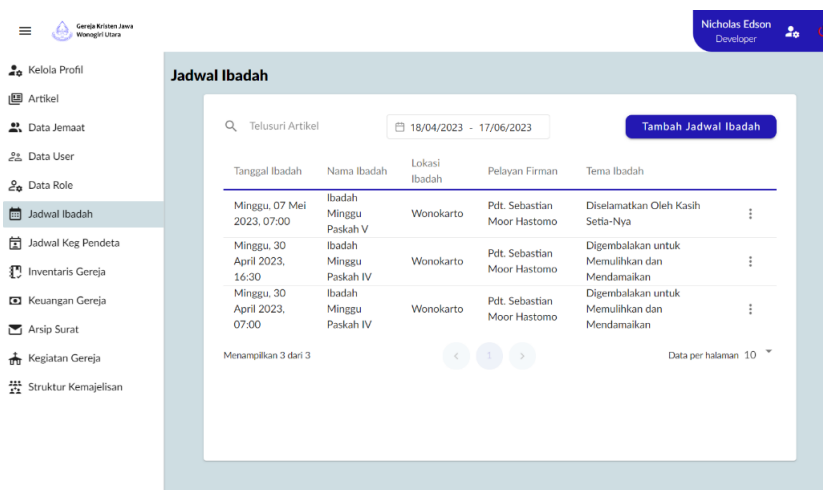 Gereja Kristen Jawa
Wonogiri Utara
Nicholas Edson
Developer
Kelola Profil
Artikel
Data Jemaat
Data User
Data Role
Jadwal Ibadah
Jadwal Keg Pendeta
Inventaris Gereja
Keuangan Gereja
Arsip Surat
Kegiatan Gereja
Struktur Kemajelisan
Jadwal Ibadah
Telusuri Artikel
18/04/2023 - 17/06/2023
Tambah Jadwal Ibadah
Tanggal Ibadah
Nama Ibadah
Lokasi
Ibadah
Pelayan Firman
Tema Ibadah
Minggu, 07 Mei
2023, 07:00
Ibadah
Minggu
Paskah V
Wonokarto
Pdt. Sebastian
Moor Hastomo
Diselamatkan Oleh Kasih
Setia-Nya
Minggu, 30
April 2023,
16:30
Ibadah
Minggu
Paskah IV
Wonokarto
Pdt. Sebastian
Moor Hastomo
Digembalakan untuk
Memulihkan dan
Mendamaikan
Minggu, 30
April 2023,
07:00
Ibadah
Minggu
Paskah IV
Wonokarto
Pdt. Sebastian
Moor Hastomo
Digembalakan untuk
Memulihkan dan
Mendamaikan
Menampilkan 3 dari 3
1
Data per halaman 10